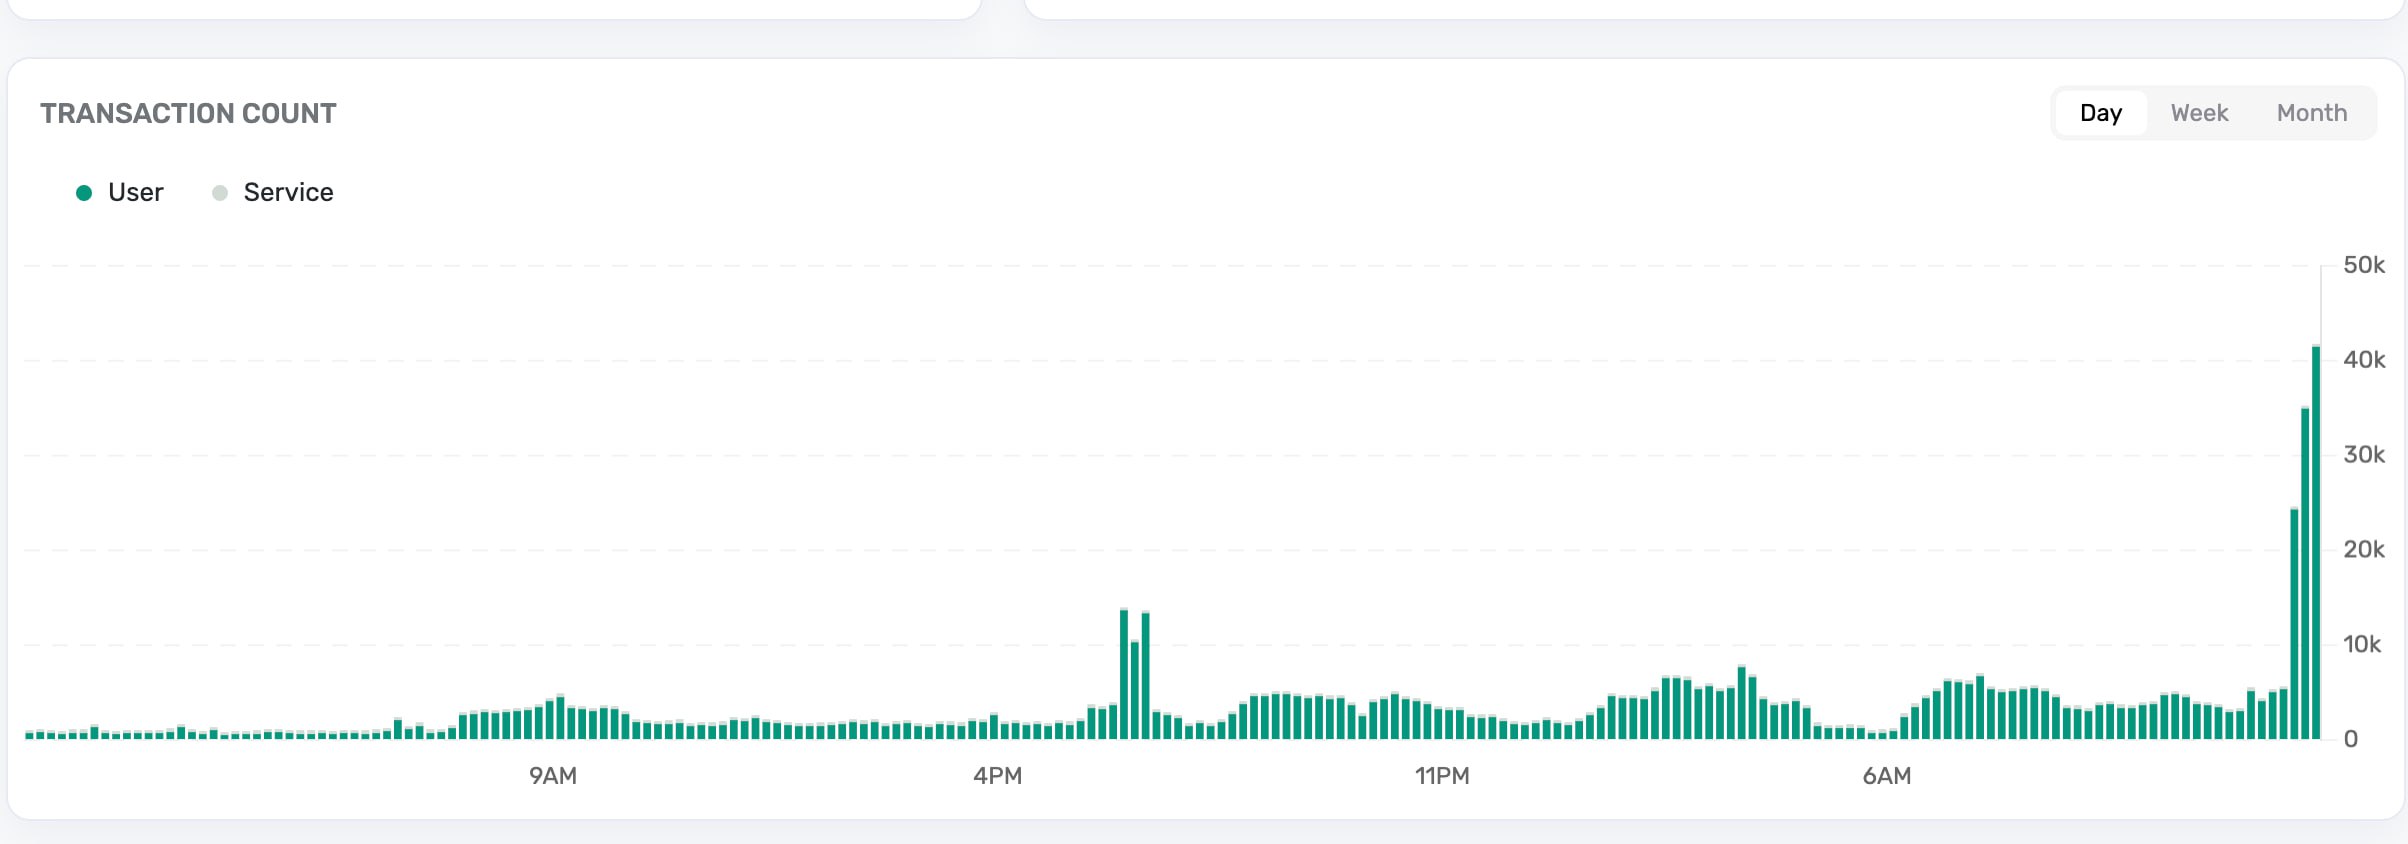 TRANSACTION COUNT
Day Week Month
User Service
50k
40k
30k
20k
10k
0
9AM 4PM 11PM 6AM